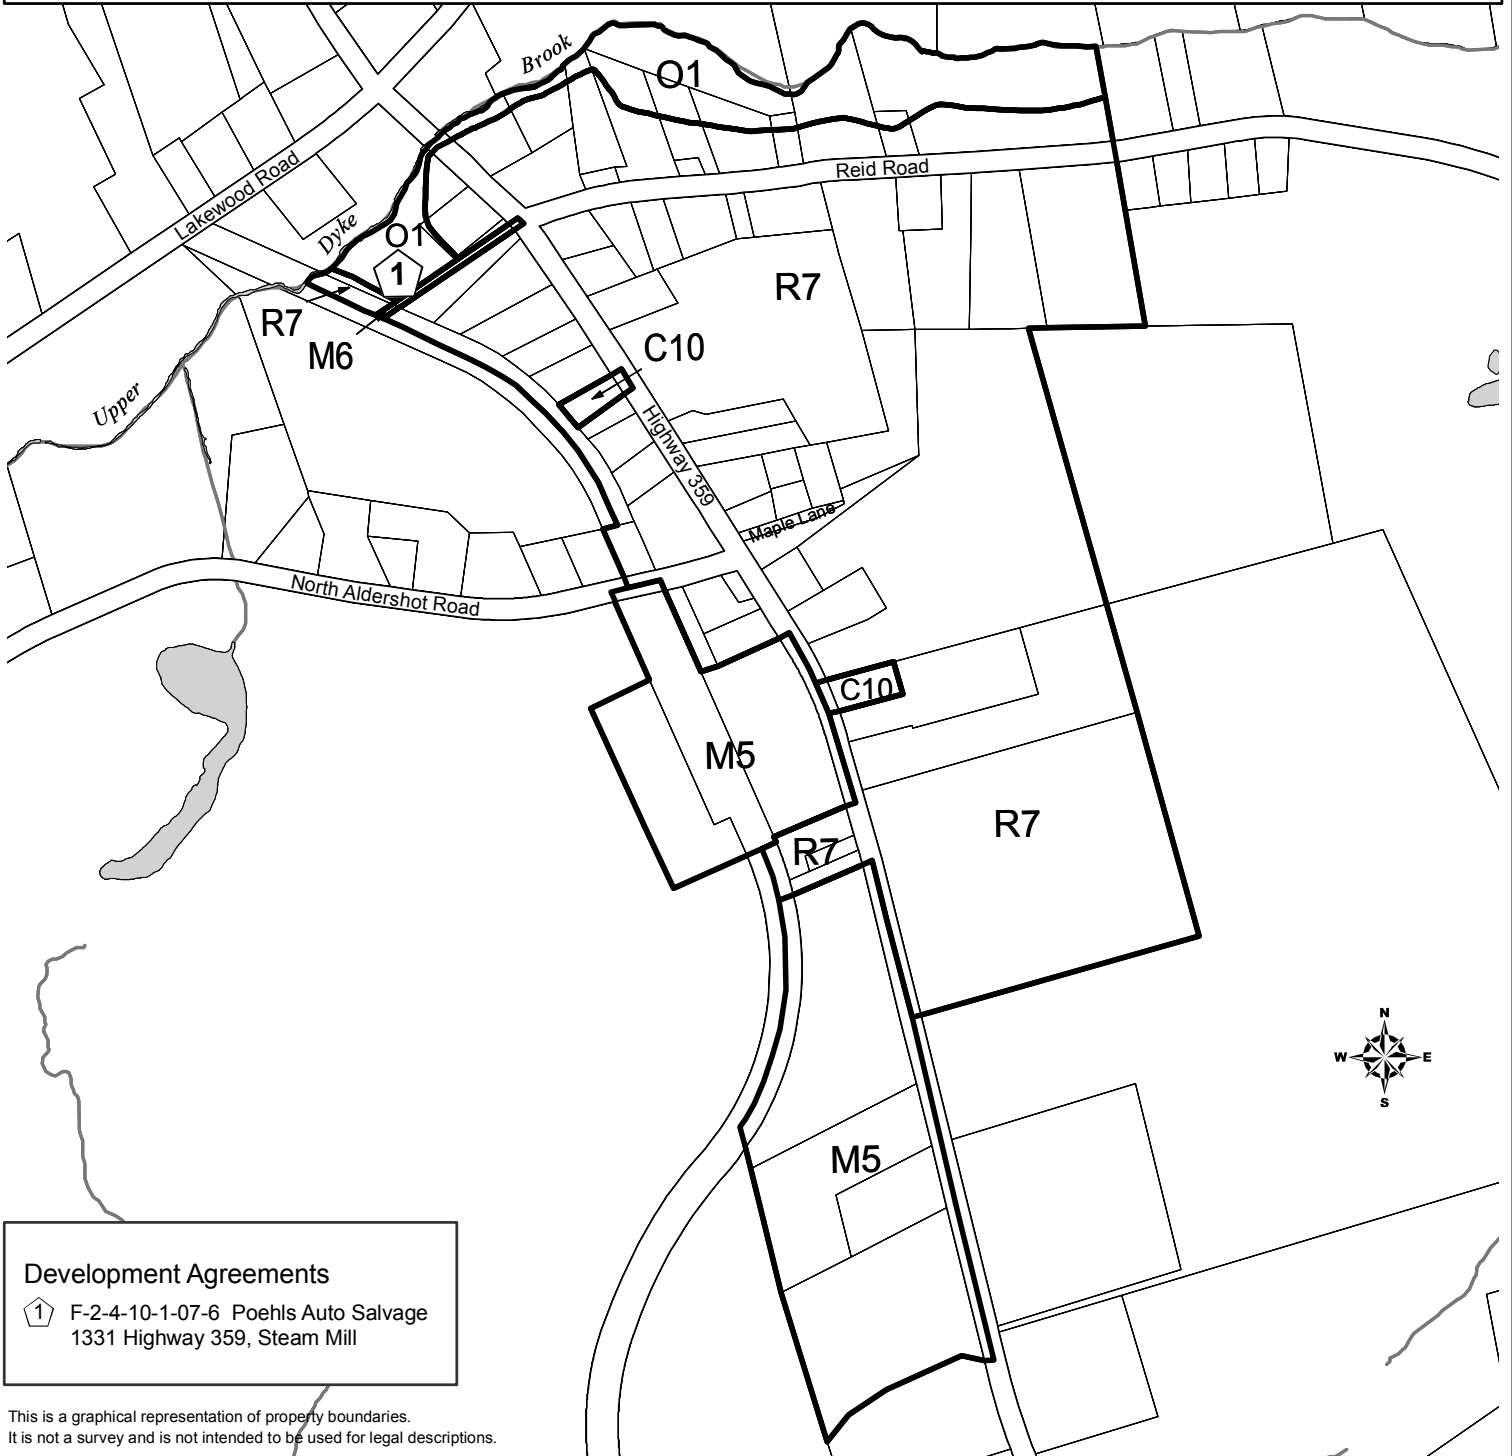 Brook
O1
Reid Road
Lakewood Road
Dyke
O1
1
R7
R7
M6
C10
Upper
Highway 359
Maple Lane
North Aldershot Road
C10
M5
R7
R7
N
W E
S
M5
Development Agreements
1 F-2-4-10-1-07-6 Poehls Auto Salvage
1331 Highway 359, Steam Mill
This is a graphical representation of property boundaries.
It is not a survey and is not intended to be used for legal descriptions.